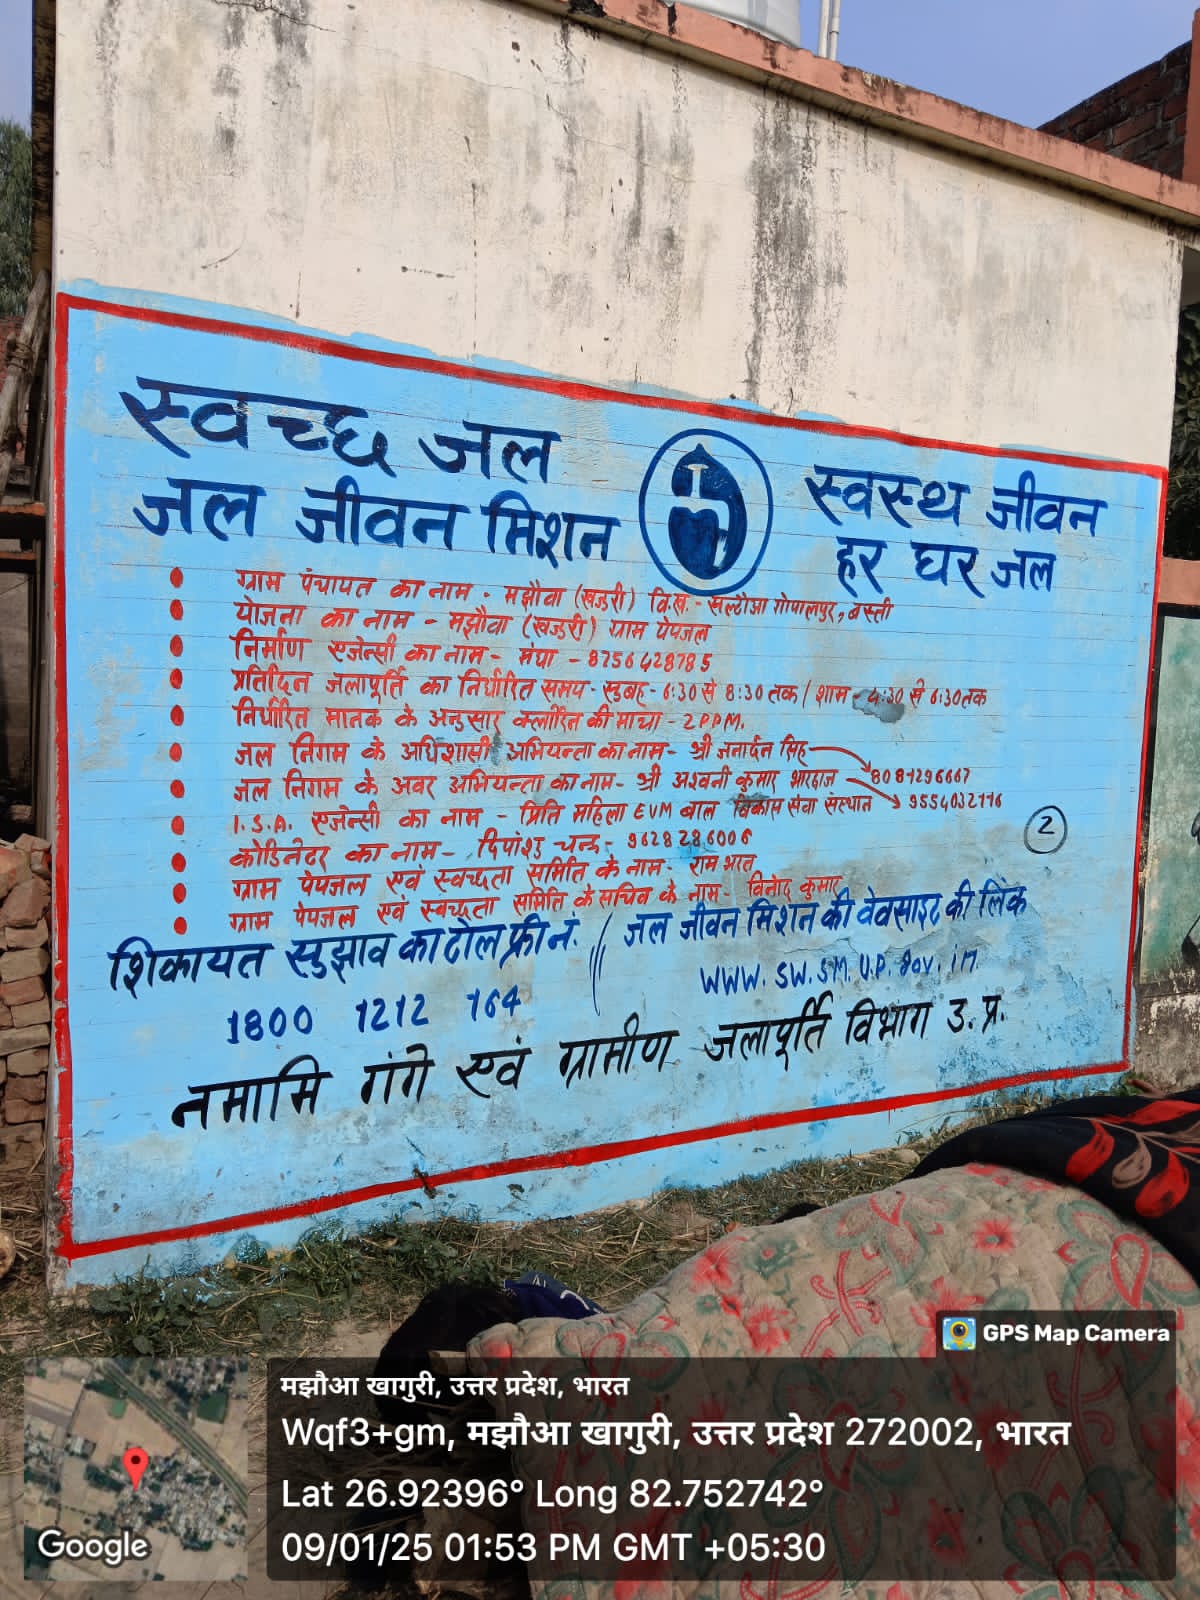 स्वच्छ जल
जल जीवन मिशन
स्वस्थ जीवन
हर घर जल
ग्राम पंचायत का नाम - मझौवा (खजुरी) वि.ख.- सल्टौआ गोपालपुर, बस्ती
योजना का नाम - मझौवा (खजुरी) ग्राम पेयजल
निर्माण एजेन्सी का नाम - मेघा - 8756428785
प्रतिदिन जलापूर्ति का निर्धारित समय - सुबह - 6:30 से 8:30 तक / शाम - 4:30 से 6:30 तक
निर्धारित मानक के अनुसार क्लोरिन की मात्रा - 2 P.P.M.
जल निगम के अधिशासी अभियन्ता का नाम - श्री जनार्दन सिंह
जल निगम के अवर अभियन्ता का नाम - श्री अश्वनी कुमार भारद्वाज 8084296667
I.S.A. एजेन्सी का नाम - प्रिति महिला EVM बाल विकास सेवा संस्थान 9554032776
कोडिनेटर का नाम - दिपांशु चन्द्र - 9628286006
ग्राम पेयजल एवं स्वच्छता समिति के नाम - राम भरत
ग्राम पेयजल एवं स्वच्छता समिति के सचिव के नाम - विनोद कुमार
2
शिकायत सुझाव का टोल फ्री नं.
1800 1212 164
जल जीवन मिशन की वेवसाइट की लिंक
WWW. SW. SM. U.P. Gov. in.
नमामि गंगे एवं ग्रामीण जलापूर्ति विभाग उ. प्र.
GPS Map Camera
मझौआ खागुरी, उत्तर प्रदेश, भारत
Wqf3+gm, मझौआ खागुरी, उत्तर प्रदेश 272002, भारत
Lat 26.92396° Long 82.752742°
09/01/25 01:53 PM GMT +05:30
Google